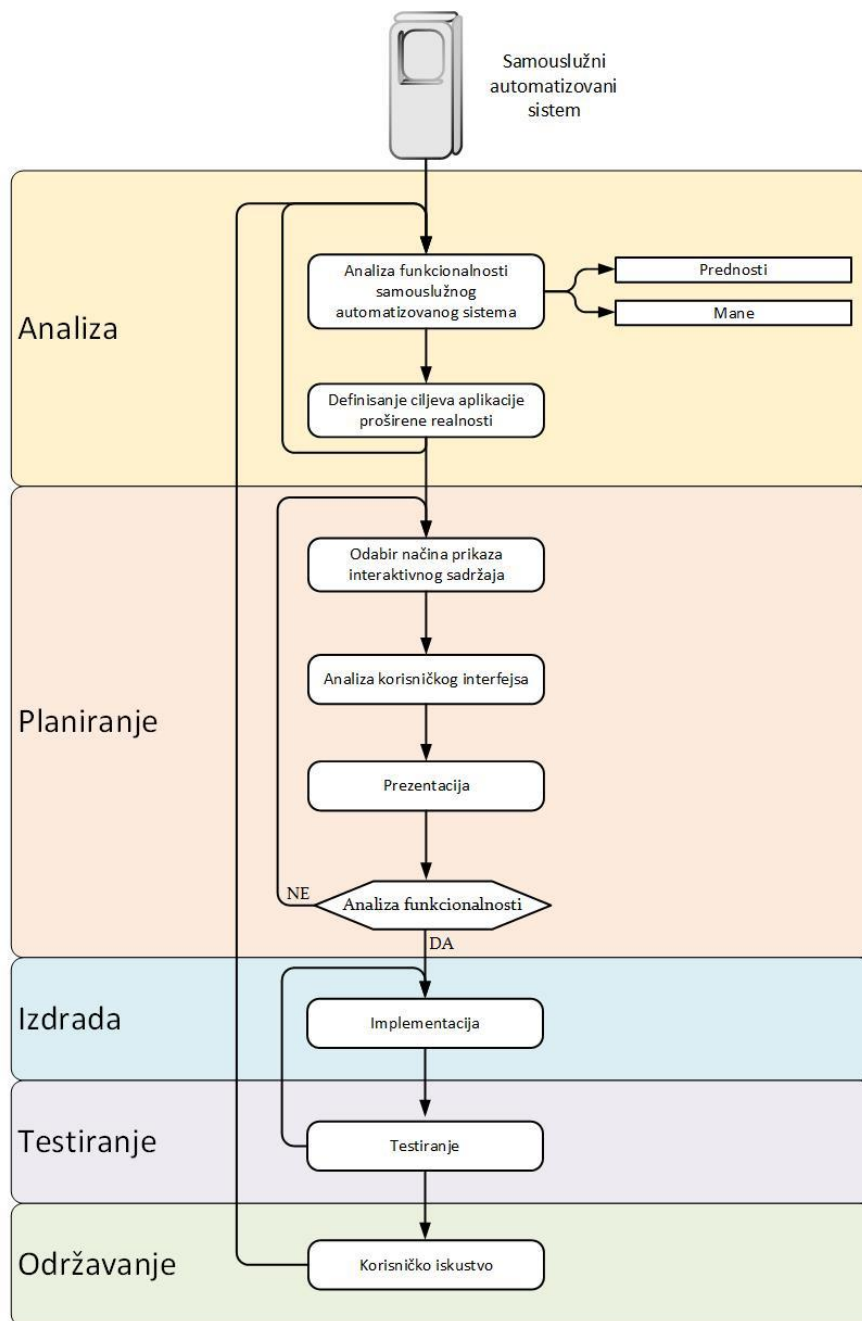 Samouslužni
automatizovani
sistem
Analiza
Analiza funkcionalnosti
samouslužnog
automatizovanog sistema
Prednosti
Mane
Definisanje ciljeva aplikacije
proširene realnosti
Planiranje
Odabir načina prikaza
interaktivnog sadržaja
Analiza korisničkog interfejsa
Prezentacija
NE
Analiza funkcionalnosti
DA
Izdrada
Implementacija
Testiranje
Testiranje
Održavanje
Korisničko iskustvo